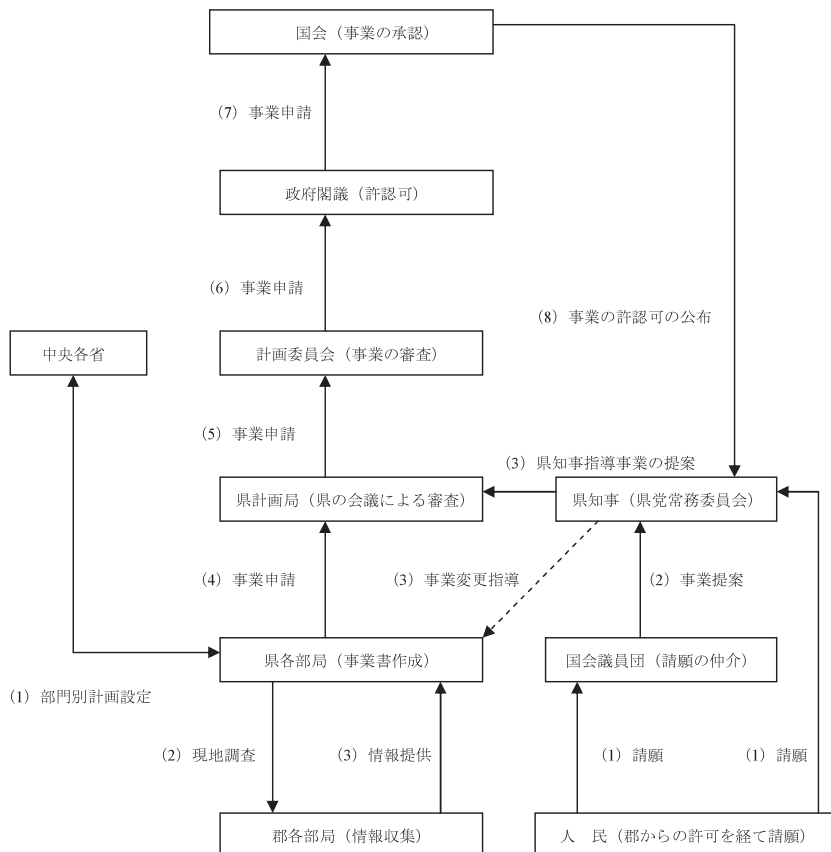 国会（事業の承認）
（7）事業申請
政府閣議（許認可）
（6）事業申請
（8）事業の許認可の公布
中央各省
計画委員会（事業の審査）
（5）事業申請
（3）県知事指導事業の提案
県計画局（県の会議による審査）
県知事（県党常務委員会）
（4）事業申請
（3）事業変更指導
（2）事業提案
県各部局（事業書作成）
国会議員団（請願の仲介）
（1）部門別計画設定
（2）現地調査
（3）情報提供
（1）請願
（1）請願
郡各部局（情報収集）
人　民（郡からの許可を経て請願）